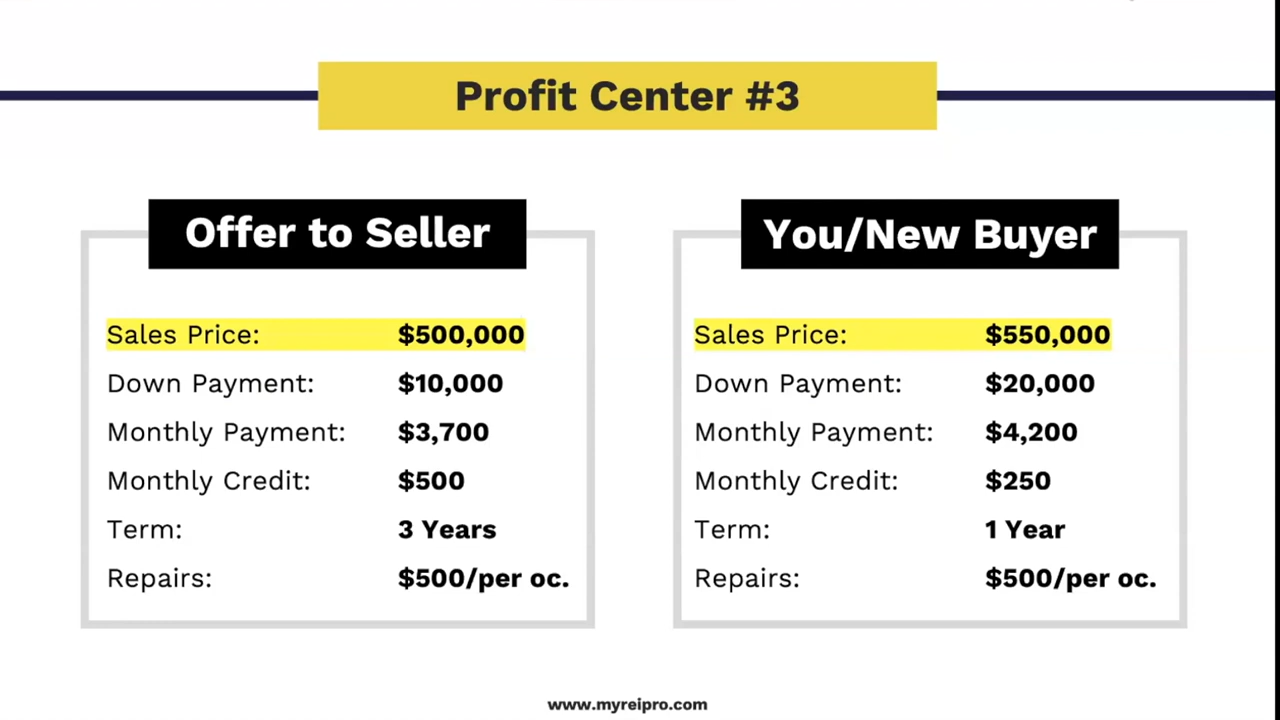 Profit Center #3
Offer to Seller
Sales Price: $500,000
Down Payment: $10,000
Monthly Payment: $3,700
Monthly Credit: $500
Term: 3 Years
Repairs: $500/per oc.
You/New Buyer
Sales Price: $550,000
Down Payment: $20,000
Monthly Payment: $4,200
Monthly Credit: $250
Term: 1 Year
Repairs: $500/per oc.
www.myreipro.com